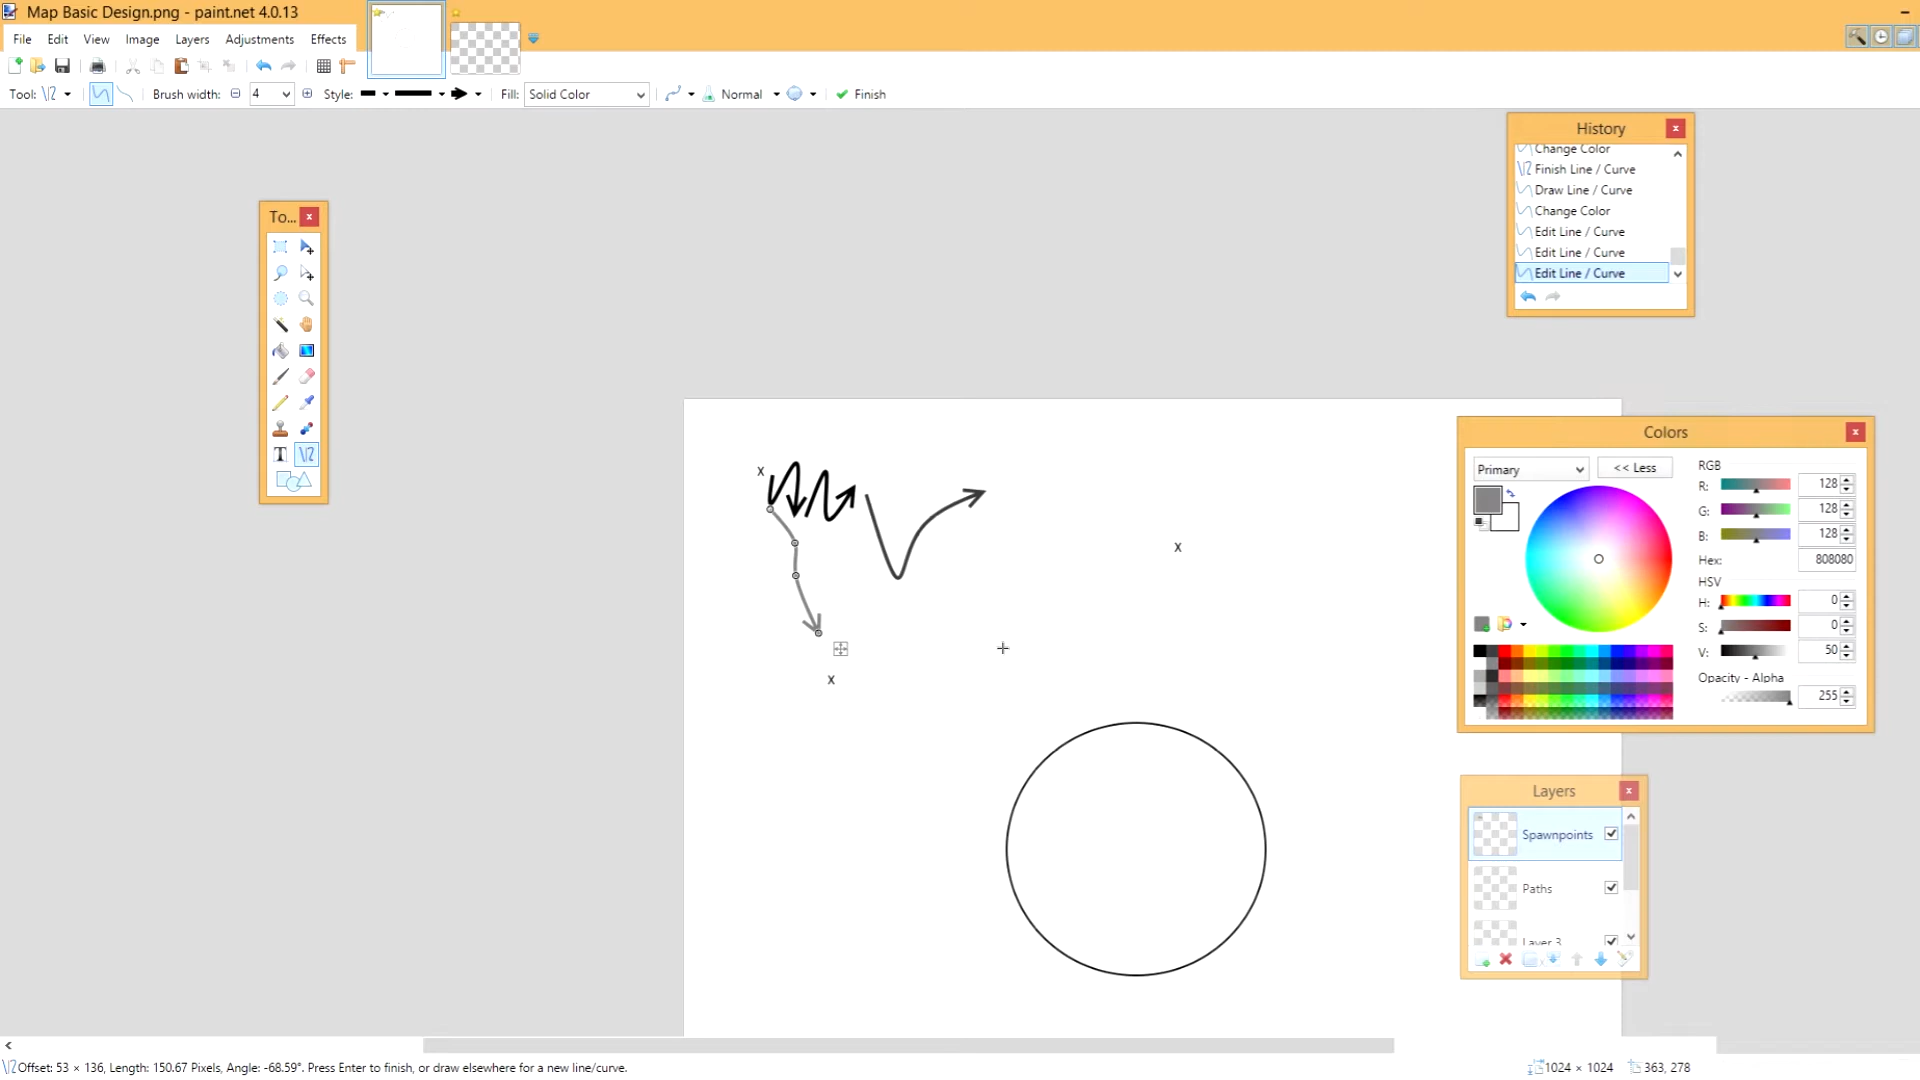 Map Basic Design.png - paint.net 4.0.13
File Edit View Image Layers Adjustments Effects
Tool: Brush width: 4 Style: Fill: Solid Color Normal Finish
History
Change Color
Finish Line / Curve
Draw Line / Curve
Change Color
Edit Line / Curve
Edit Line / Curve
Edit Line / Curve
To...
T
x
x
x
Colors
Primary
<< Less
RGB
R: 128
G: 128
B: 128
Hex: 808080
HSV
H: 0
S: 0
V: 50
Opacity - Alpha
255
Layers
Spawnpoints
Paths
Layer 3
Offset: 53 × 136, Length: 150.67 Pixels, Angle: -68.59°. Press Enter to finish, or draw elsewhere for a new line/curve.
1024 × 1024
363, 278